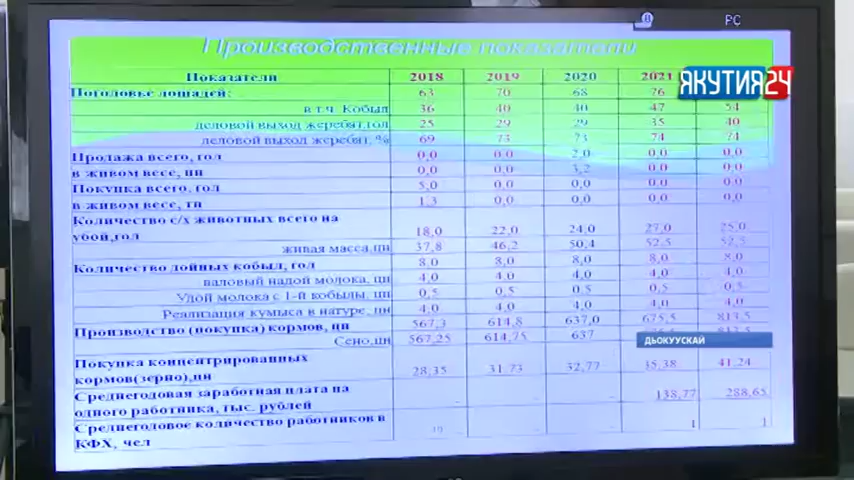 PC
ЯКУТИЯ24
Производственные показатели
Показатели 2018 2019 2020 2021
Поголовье лошадей: 63 70 68 76
в т.ч. Кобыл 36 40 40 47 54
деловой выход жеребят,гол 25 29 29 35 40
деловой выход жеребят, % 69 73 73 74 74
Продажа всего, гол 0,0 0,0 2,0 0,0 0,0
в живом весе, цн 0,0 0,0 3,2 0,0 0,0
Покупка всего, гол 5,0 0,0 0,0 0,0 0,0
в живом весе, тн 1,3 0,0 0,0 0,0 0,0
Количество с/х животных всего на
убой,гол 18,0 22,0 24,0 27,0 25,0
живая масса,цн 37,8 46,2 50,4 52,5 52,5
Количество дойных кобыл, гол 8,0 8,0 8,0 8,0 8,0
валовый надой молока, цн 4,0 4,0 4,0 4,0 4,0
Удой молока с 1-й кобылы, цн 0,5 0,5 0,5 0,5 0,5
Реализация кумыса в натуре, цн 4,0 4,0 4,0 4,0 4,0
Производство (покупка) кормов, цн 567,3 614,8 637,0 675,5 813,5
Сено,цн 567,25 614,75 637
ДЬОКУУСКАЙ
Покупка концентрированных
кормов(зерно),цн 28,35 31,73 32,77 35,38 41,24
Среднегодовая заработная плата на
одного работника, тыс. рублей - - - 138,77 288,65
Среднегодовое количество работников в
КФХ, чел - - 1 1